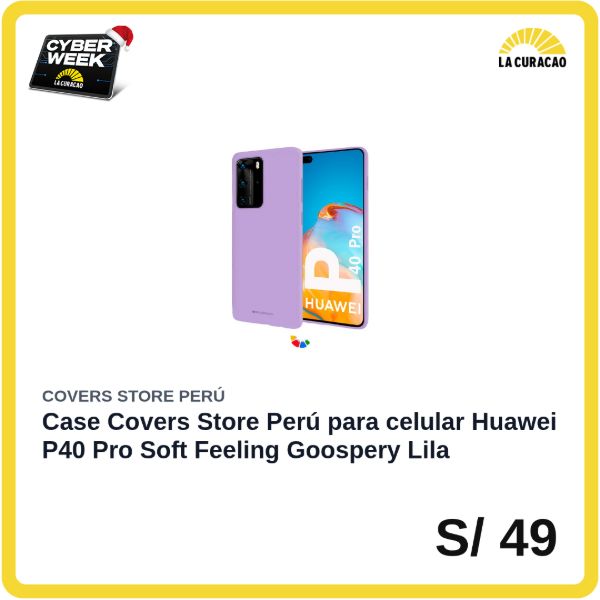 CYBER
WEEK
LA CURACAO
LA CURACAO
P
40 Pro
HUAWEI
COVERS STORE PERÚ
Case Covers Store Perú para celular Huawei
P40 Pro Soft Feeling Goospery Lila
S/ 49